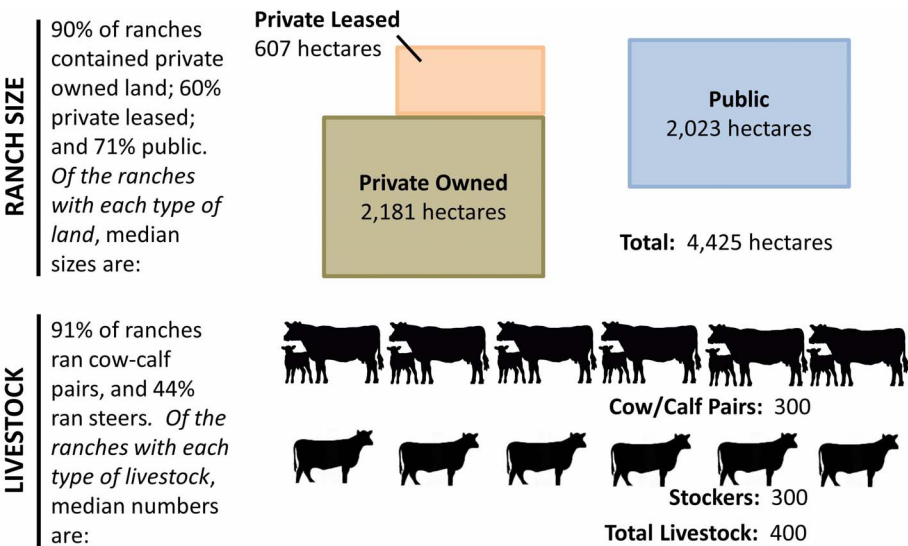 RANCH SIZE
90% of ranches
contained private
owned land; 60%
private leased;
and 71% public.
Of the ranches
with each type of
land, median
sizes are:
Private Leased
607 hectares
Private Owned
2,181 hectares
Public
2,023 hectares
Total: 4,425 hectares
LIVESTOCK
91% of ranches
ran cow-calf
pairs, and 44%
ran steers. Of the
ranches with each
type of livestock,
median numbers
are:
Cow/Calf Pairs: 300
Stockers: 300
Total Livestock: 400